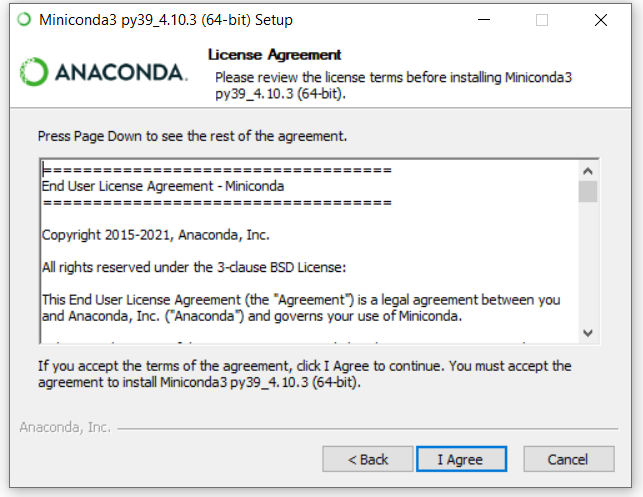 Miniconda3 py39_4.10.3 (64-bit) Setup
License Agreement
ANACONDA.
Please review the license terms before installing Miniconda3
py39_4.10.3 (64-bit).
Press Page Down to see the rest of the agreement.
====================================
End User License Agreement - Miniconda
====================================
Copyright 2015-2021, Anaconda, Inc.
All rights reserved under the 3-clause BSD License:
This End User License Agreement (the "Agreement") is a legal agreement between you
and Anaconda, Inc. ("Anaconda") and governs your use of Miniconda.
If you accept the terms of the agreement, click I Agree to continue. You must accept the
agreement to install Miniconda3 py39_4.10.3 (64-bit).
Anaconda, Inc.
< Back
I Agree
Cancel